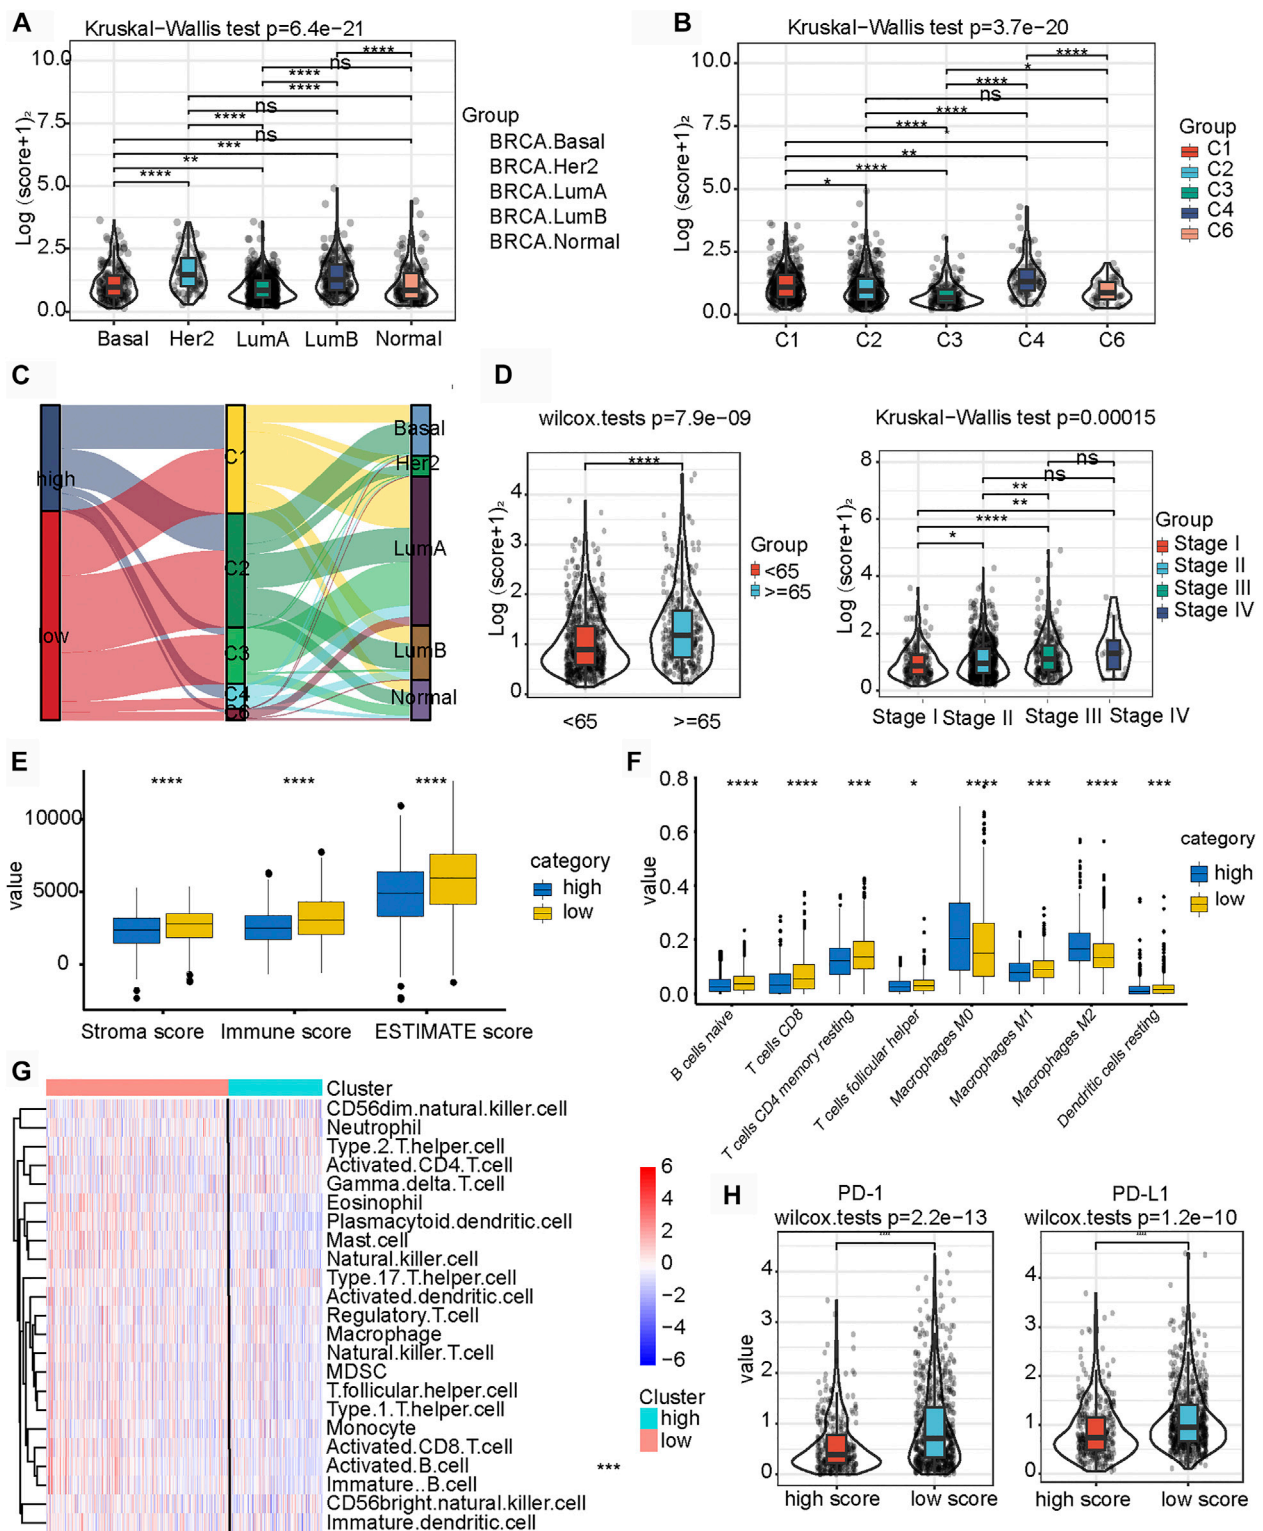 A
Kruskal−Wallis test p=6.4e−21
Log (score+1)₂
10.0
7.5
5.0
2.5
0.0
****
ns
****
****
ns
****
ns
***
**
****
Basal Her2 LumA LumB Normal
Group
BRCA.Basal
BRCA.Her2
BRCA.LumA
BRCA.LumB
BRCA.Normal
B
Kruskal−Wallis test p=3.7e−20
Log (score+1)₂
10.0
7.5
5.0
2.5
0.0
****
*
****
ns
****
****
**
****
*
C1 C2 C3 C4 C6
Group
C1
C2
C3
C4
C6
C
high
low
C1
C2
C3
C4
C6
Basal
Her2
LumA
LumB
Normal
D
wilcox.tests p=7.9e−09
Log (score+1)₂
4
3
2
1
0
****
<65 >=65
Group
<65
>=65
Kruskal−Wallis test p=0.00015
Log (score+1)₂
8
6
4
2
0
ns
ns
**
**
****
*
Stage I Stage II Stage III Stage IV
Group
Stage I
Stage II
Stage III
Stage IV
E
value
10000
5000
0
**** **** ****
Stroma score Immune score ESTIMATE score
category
high
low
F
value
0.8
0.6
0.4
0.2
0.0
**** **** *** * **** *** **** ***
B cells naive
T cells CD8
T cells CD4 memory resting
T cells follicular helper
Macrophages M0
Macrophages M1
Macrophages M2
Dendritic cells resting
category
high
low
G
Cluster
CD56dim.natural.killer.cell
Neutrophil
Type.2.T.helper.cell
Activated.CD4.T.cell
Gamma.delta.T.cell
Eosinophil
Plasmacytoid.dendritic.cell
Mast.cell
Natural.killer.cell
Type.17.T.helper.cell
Activated.dendritic.cell
Regulatory.T.cell
Macrophage
Natural.killer.T.cell
MDSC
T.follicular.helper.cell
Type.1.T.helper.cell
Monocyte
Activated.CD8.T.cell
Activated.B.cell ***
Immature..B.cell
CD56bright.natural.killer.cell
Immature.dendritic.cell
6
4
2
0
−2
−4
−6
Cluster
high
low
H
PD-1
wilcox.tests p=2.2e−13
value
4
3
2
1
0
high score low score
PD-L1
wilcox.tests p=1.2e−10
4
3
2
1
0
high score low score